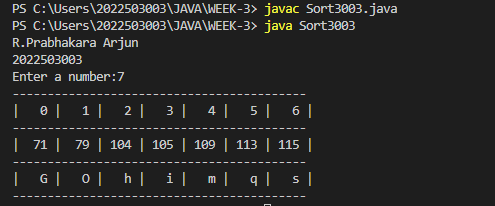 PS C:\Users\2022503003\JAVA\WEEK-3> javac Sort3003.java
PS C:\Users\2022503003\JAVA\WEEK-3> java Sort3003
R.Prabhakara Arjun
2022503003
Enter a number:7
------------------------------------------
|   0 |   1 |   2 |   3 |   4 |   5 |   6 |
------------------------------------------
|  71 |  79 | 104 | 105 | 109 | 113 | 115 |
------------------------------------------
|   G |   O |   h |   i |   m |   q |   s |
------------------------------------------